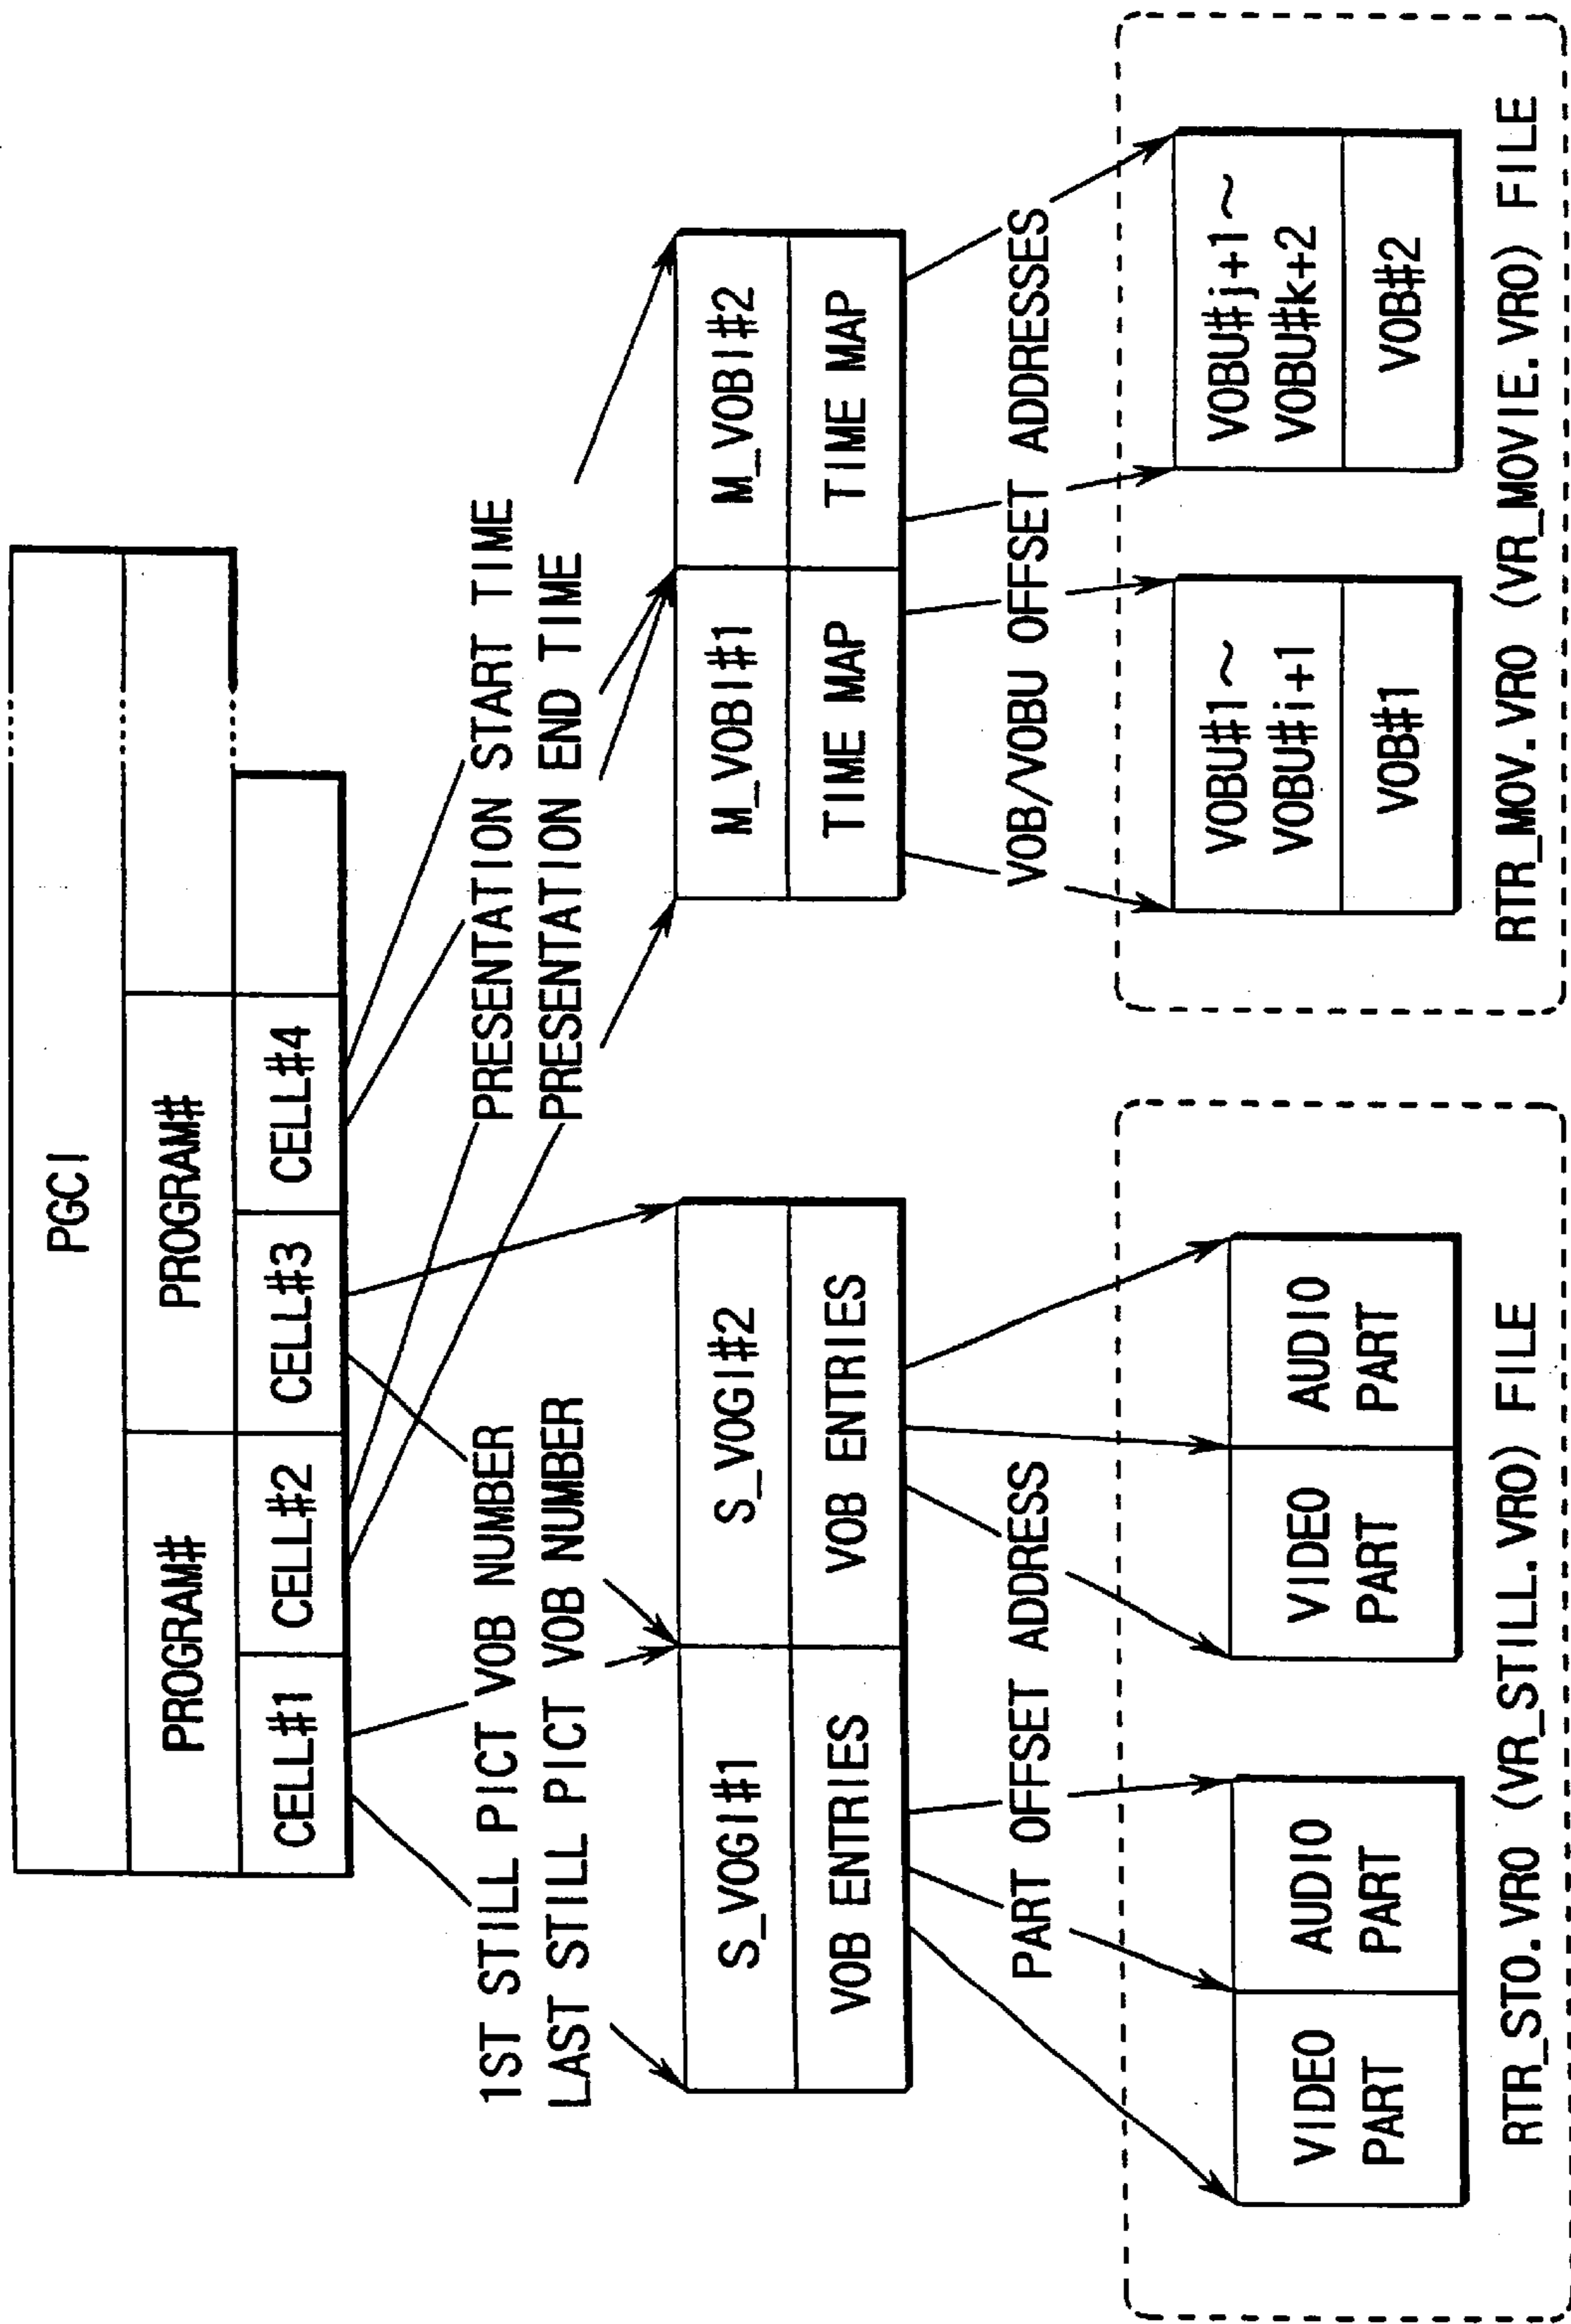 PGCI
PROGRAM#
PROGRAM#
CELL#1
CELL#2
CELL#3
CELL#4
1ST STILL PICT VOB NUMBER
LAST STILL PICT VOB NUMBER
PRESENTATION START TIME
PRESENTATION END TIME
S_VOGI#1
S_VOGI#2
VOB ENTRIES
VOB ENTRIES
M_VOBI#1
M_VOBI#2
TIME MAP
TIME MAP
PART OFFSET ADDRESS
VOB/VOBU OFFSET ADDRESSES
VIDEO
PART
AUDIO
PART
VIDEO
PART
AUDIO
PART
VOBU#1~
VOBU#i+1
VOB#1
VOBU#j+1~
VOBU#k+2
VOB#2
RTR_STO.VRO (VR_STILL.VRO) FILE
RTR_MOV.VRO (VR_MOVIE.VRO) FILE